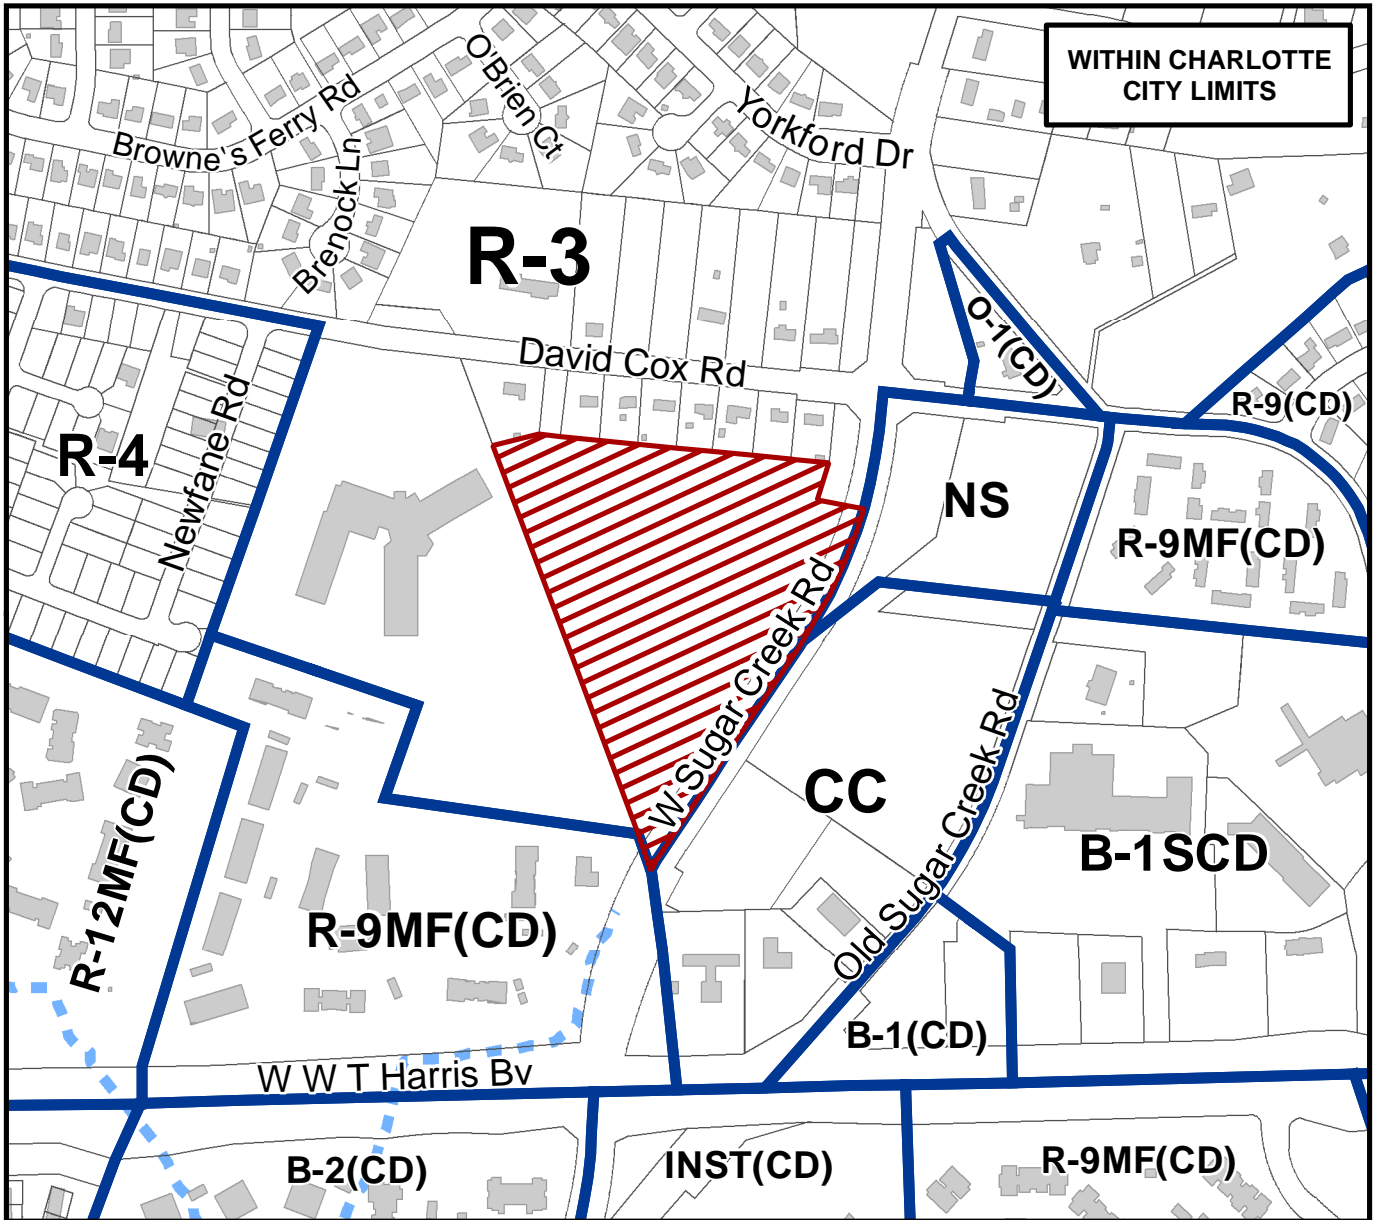 WITHIN CHARLOTTE
CITY LIMITS
O'Brien Ct
Yorkford Dr
Browne's Ferry Rd
Brenock Ln
R-3
O-1(CD)
David Cox Rd
R-9(CD)
R-4
Newfane Rd
NS
R-9MF(CD)
W Sugar Creek Rd
CC
Old Sugar Creek Rd
B-1SCD
R-12MF(CD)
R-9MF(CD)
B-1(CD)
W W T Harris Bv
B-2(CD)
INST(CD)
R-9MF(CD)